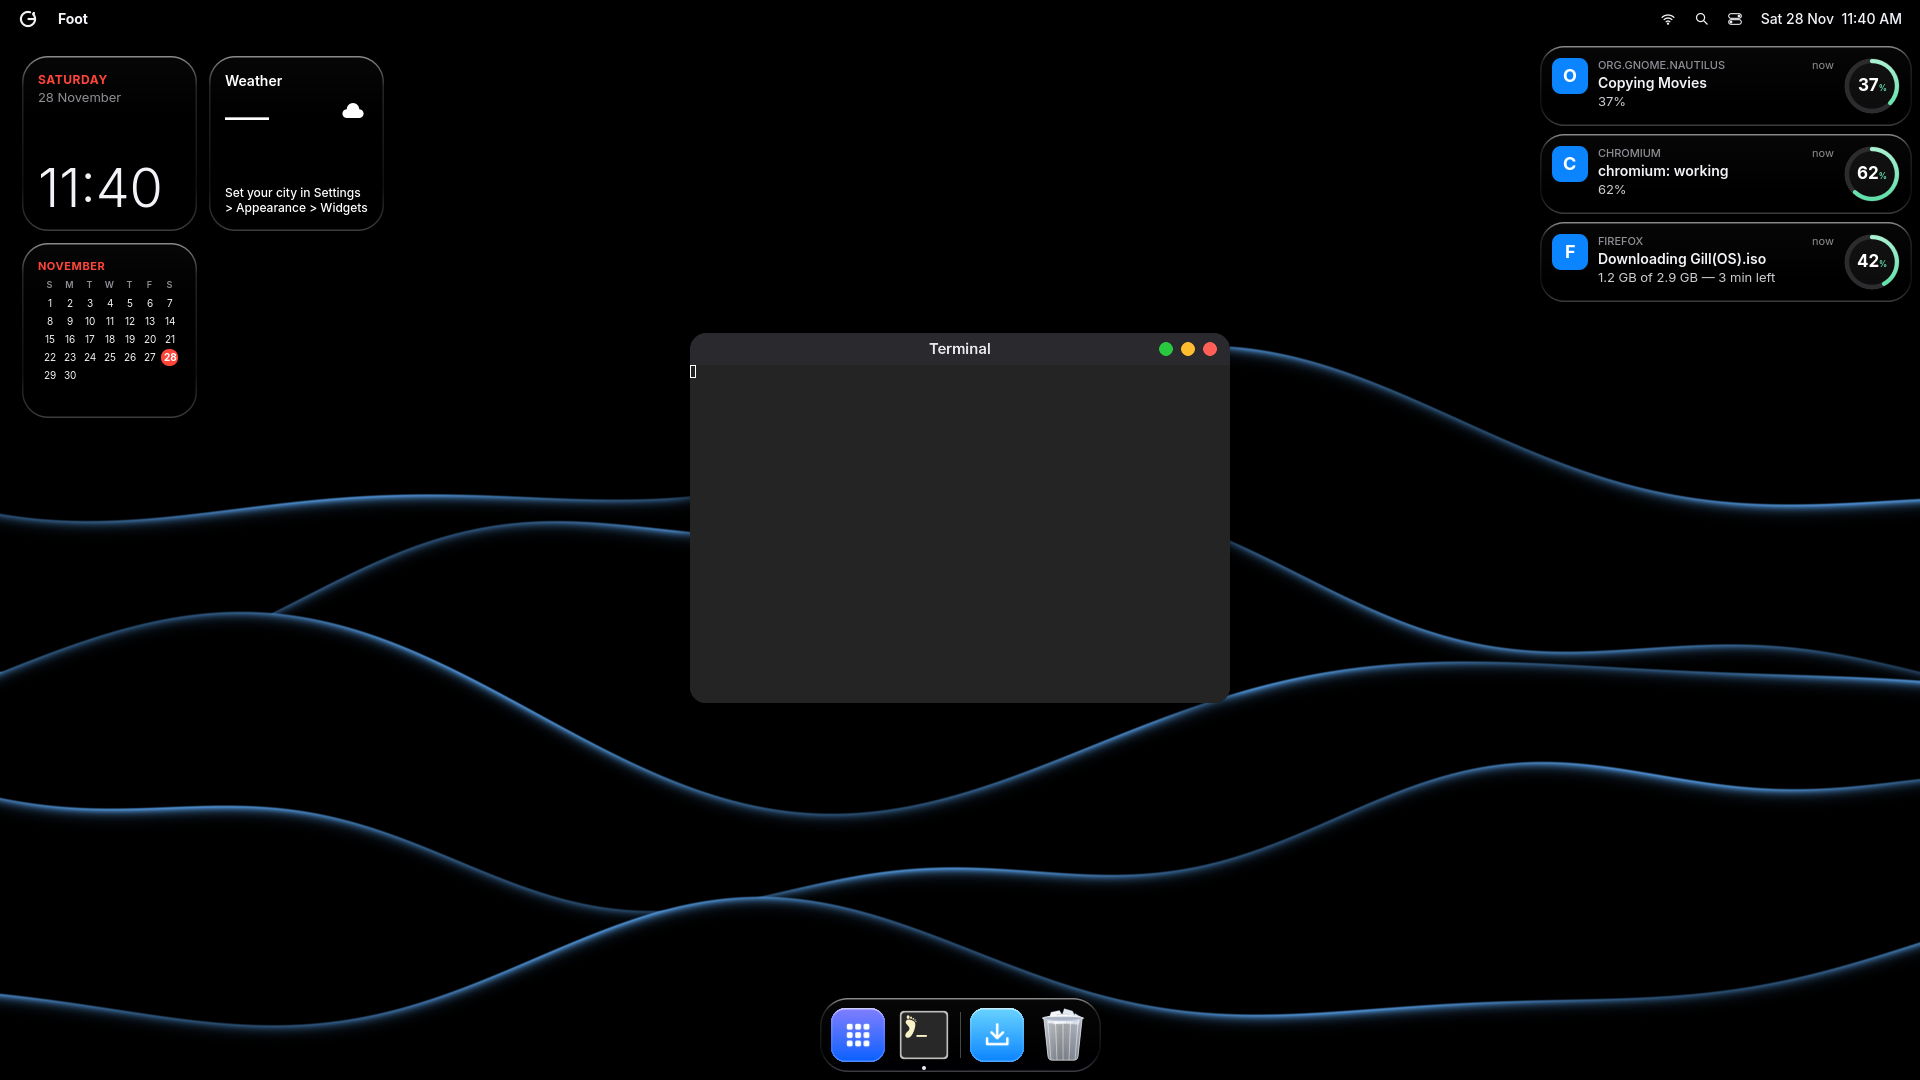 Foot
Sat 28 Nov 11:40 AM
SATURDAY
28 November
11:40
Weather
Set your city in Settings
> Appearance > Widgets
NOVEMBER
S M T W T F S
1 2 3 4 5 6 7
8 9 10 11 12 13 14
15 16 17 18 19 20 21
22 23 24 25 26 27 28
29 30
O
ORG.GNOME.NAUTILUS
now
Copying Movies
37%
37%
C
CHROMIUM
now
chromium: working
62%
62%
F
FIREFOX
now
Downloading Gill(OS).iso
1.2 GB of 2.9 GB — 3 min left
42%
Terminal